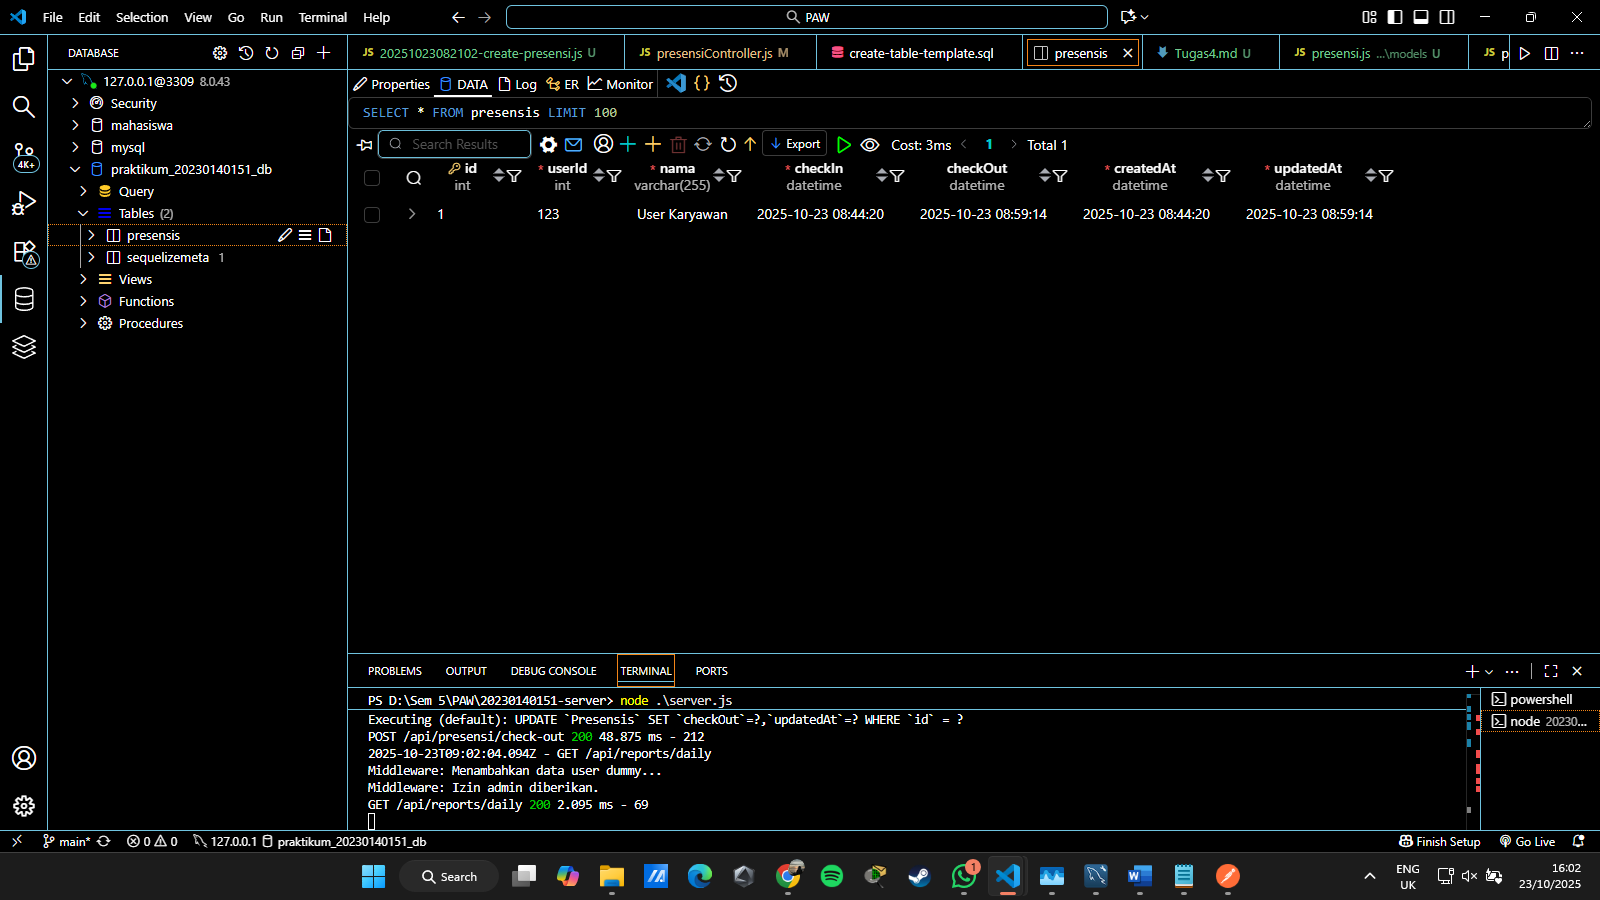 File Edit Selection View Go Run Terminal Help
PAW
DATABASE
127.0.0.1@3309 8.0.43
Security
mahasiswa
mysql
praktikum_20230140151_db
Query
Tables (2)
presensis
sequelizemeta 1
Views
Functions
Procedures
4K+
JS 20251023082102-create-presensi.js U
JS presensiController.js M
create-table-template.sql
presensis
Tugas4.md U
JS presensi.js ...\models U
JS p
Properties DATA Log ER Monitor {}
SELECT * FROM presensis LIMIT 100
Search Results
Export
Cost: 3ms 1 Total 1
id int
* userId int
* nama varchar(255)
* checkIn datetime
checkOut datetime
* createdAt datetime
* updatedAt datetime
1 123 User Karyawan 2025-10-23 08:44:20 2025-10-23 08:59:14 2025-10-23 08:44:20 2025-10-23 08:59:14
PROBLEMS OUTPUT DEBUG CONSOLE TERMINAL PORTS
PS D:\Sem 5\PAW\20230140151-server> node .\server.js
Executing (default): UPDATE `Presensis` SET `checkOut`=?,`updatedAt`=? WHERE `id` = ?
POST /api/presensi/check-out 200 48.875 ms - 212
2025-10-23T09:02:04.094Z - GET /api/reports/daily
Middleware: Menambahkan data user dummy...
Middleware: Izin admin diberikan.
GET /api/reports/daily 200 2.095 ms - 69
powershell
node 20230...
main* 0 0 127.0.0.1 praktikum_20230140151_db
Finish Setup Go Live
Search
1
ENG
UK
16:02
23/10/2025